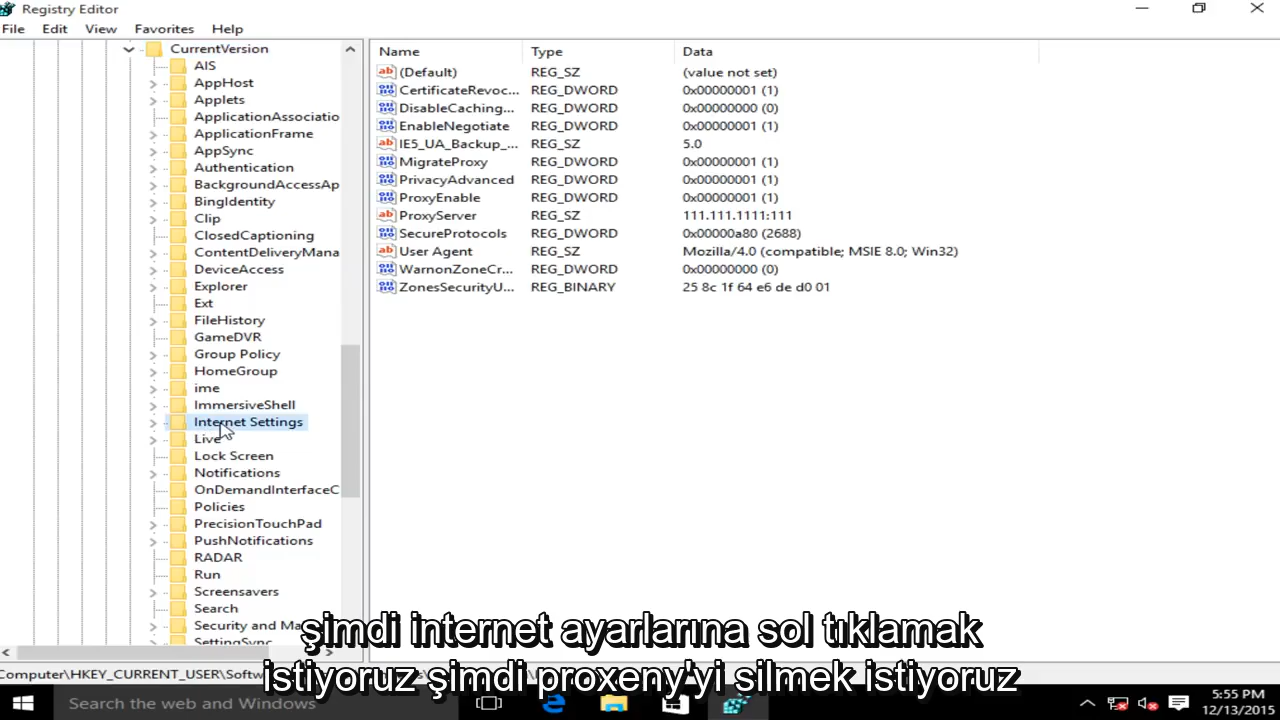 Registry Editor
File Edit View Favorites Help
CurrentVersion
AIS
AppHost
Applets
ApplicationAssociatio
ApplicationFrame
AppSync
Authentication
BackgroundAccessAp
BingIdentity
Clip
ClosedCaptioning
ContentDeliveryMana
DeviceAccess
Explorer
Ext
FileHistory
GameDVR
Group Policy
HomeGroup
ime
ImmersiveShell
Internet Settings
Live
Lock Screen
Notifications
OnDemandInterfaceC
Policies
PrecisionTouchPad
PushNotifications
RADAR
Run
Screensavers
Search
Security and Ma
SettingSync
Name Type Data
(Default) REG_SZ (value not set)
CertificateRevoc... REG_DWORD 0x00000001 (1)
DisableCaching... REG_DWORD 0x00000000 (0)
EnableNegotiate REG_DWORD 0x00000001 (1)
IE5_UA_Backup_... REG_SZ 5.0
MigrateProxy REG_DWORD 0x00000001 (1)
PrivacyAdvanced REG_DWORD 0x00000001 (1)
ProxyEnable REG_DWORD 0x00000001 (1)
ProxyServer REG_SZ 111.111.1111:111
SecureProtocols REG_DWORD 0x00000a80 (2688)
User Agent REG_SZ Mozilla/4.0 (compatible; MSIE 8.0; Win32)
WarnonZoneCr... REG_DWORD 0x00000000 (0)
ZonesSecurityU... REG_BINARY 25 8c 1f 64 e6 de d0 01
şimdi internet ayarlarına sol tıklamak
istiyoruz şimdi proxeny'yi silmek istiyoruz
Computer\HKEY_CURRENT_USER\Softw
Search the web and Windows
5:55 PM
12/13/2015